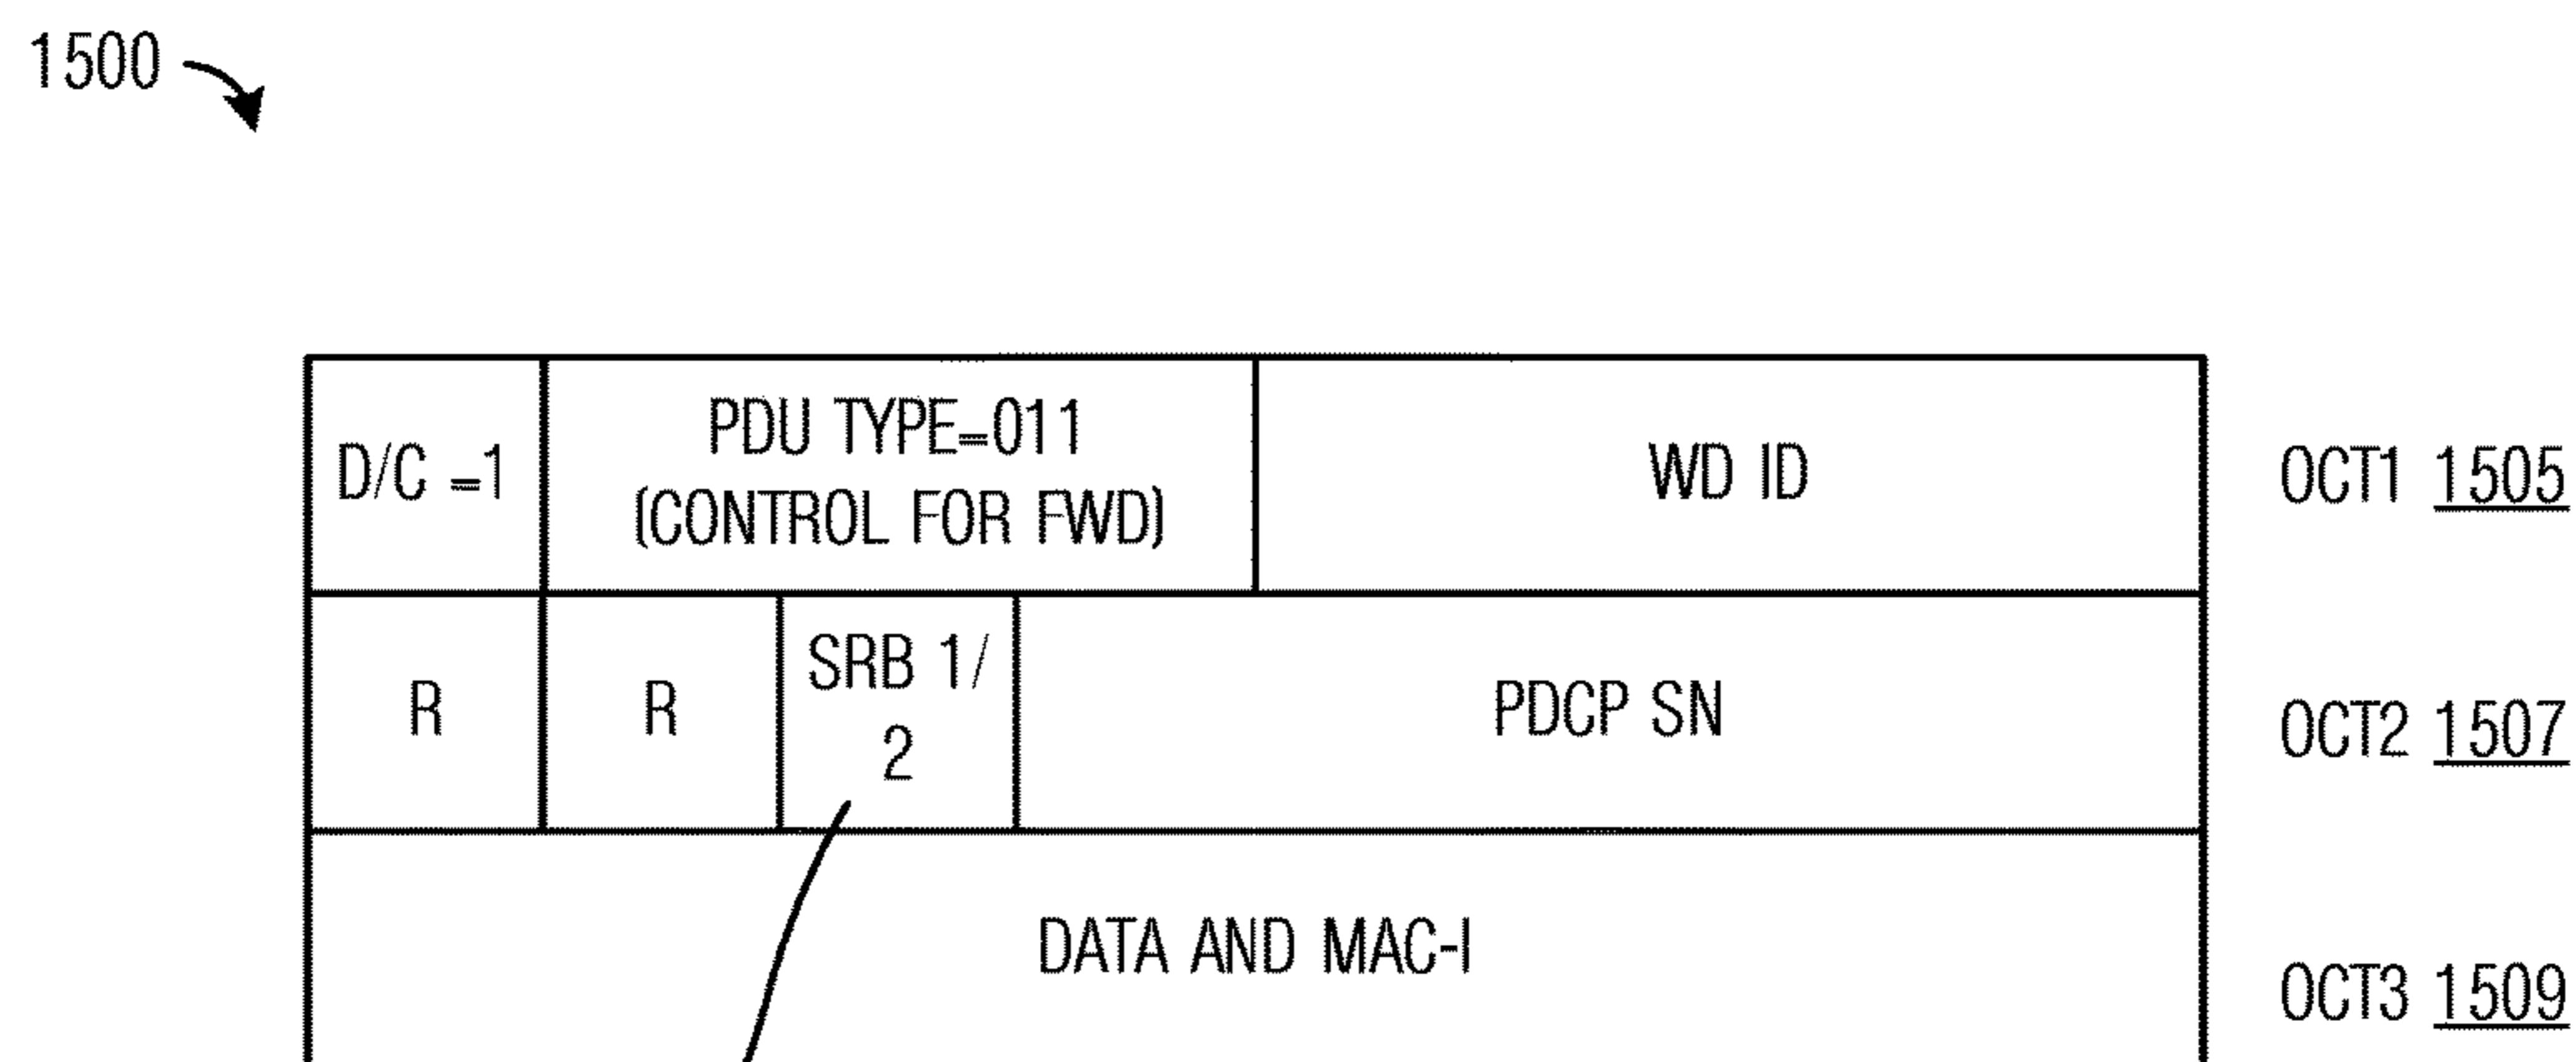 1500
D/C =1
PDU TYPE=011
(CONTROL FOR FWD)
WD ID
OCT1 1505
R
R
SRB 1/
2
PDCP SN
OCT2 1507
DATA AND MAC-I
OCT3 1509